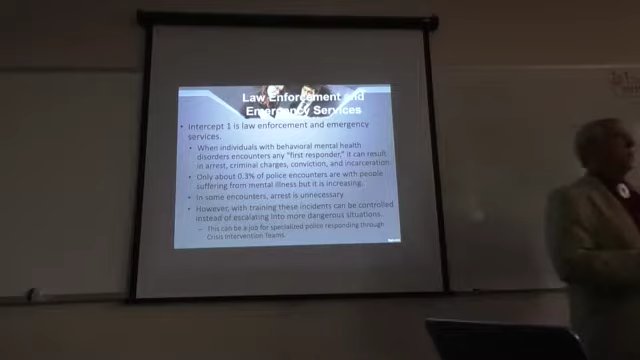 Law Enforcement and
Emergency Services
• Intercept 1 is law enforcement and emergency
services.
• When individuals with behavioral mental health
disorders encounters any "first responder," it can result
in arrest, criminal charges, conviction, and incarceration.
• Only about 0.3% of police encounters are with people
suffering from mental illness but it is increasing.
• In some encounters, arrest is unnecessary
• However, with training these incidents can be controlled
instead of escalating into more dangerous situations.
– This can be a job for specialized police responding through
Crisis Intervention Teams.